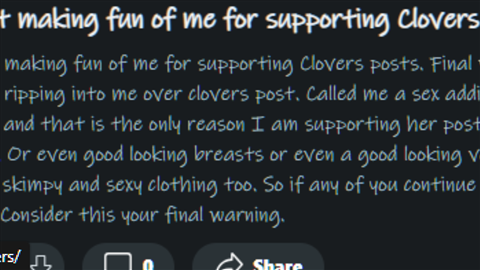 t making fun of me for supporting Clovers
making fun of me for supporting Clovers posts. Final
ripping into me over clovers post. Called me a sex addi
and that is the only reason I am supporting her post
Or even good looking breasts or even a good looking v
skimpy and sexy clothing too. So if any of you continue
Consider this your final warning.
ers/
0
Share